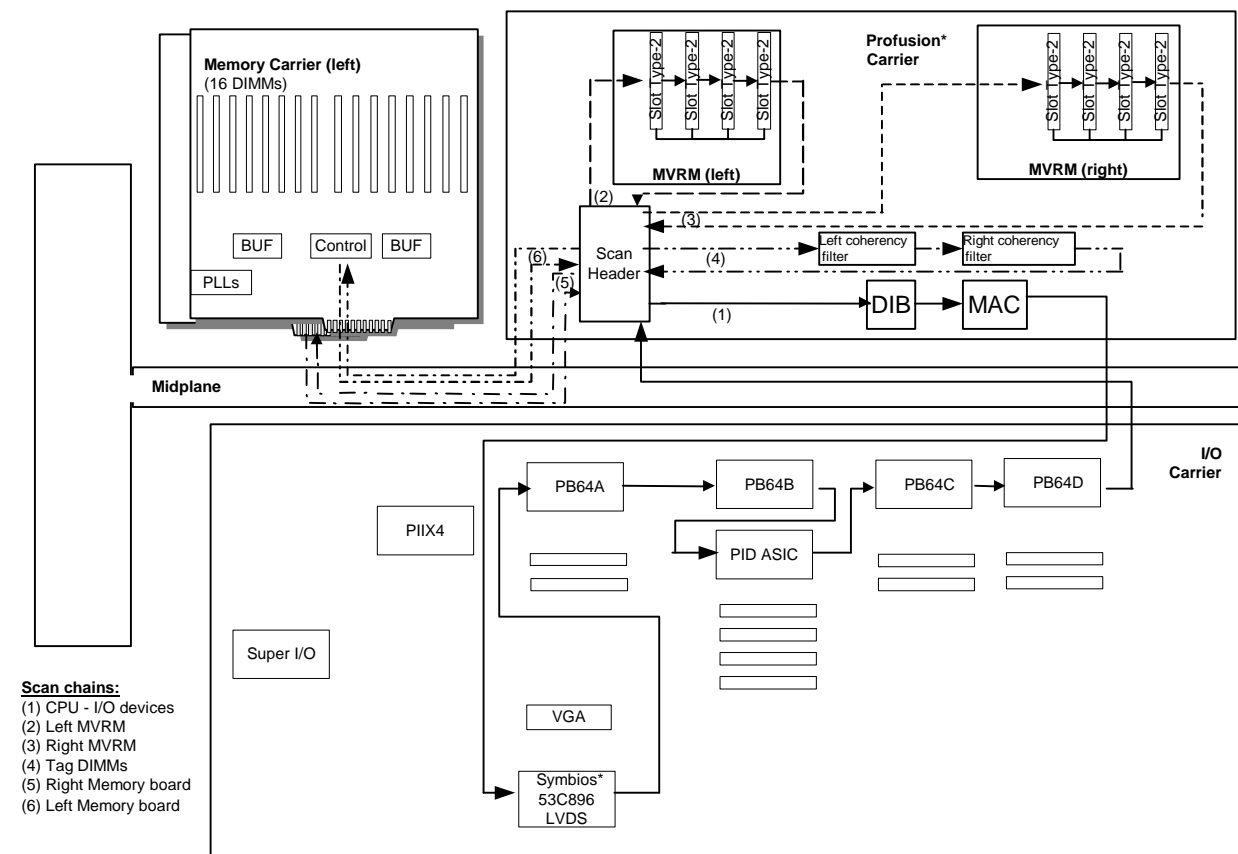 Memory Carrier (left)
(16 DIMMs)
BUF
Control
BUF
PLLs
Profusion*
Carrier
Slot Type-2
Slot Type-2
Slot Type-2
Slot Type-2
MVRM (left)
Slot Type-2
Slot Type-2
Slot Type-2
Slot Type-2
MVRM (right)
(2)
(3)
Scan
Header
(6)
(5)
(4)
Left coherency
filter
Right coherency
filter
(1)
DIB
MAC
Midplane
I/O
Carrier
PB64A
PB64B
PB64C
PB64D
PIIX4
PID ASIC
Super I/O
VGA
Symbios*
53C896
LVDS
Scan chains:
(1) CPU - I/O devices
(2) Left MVRM
(3) Right MVRM
(4) Tag DIMMs
(5) Right Memory board
(6) Left Memory board